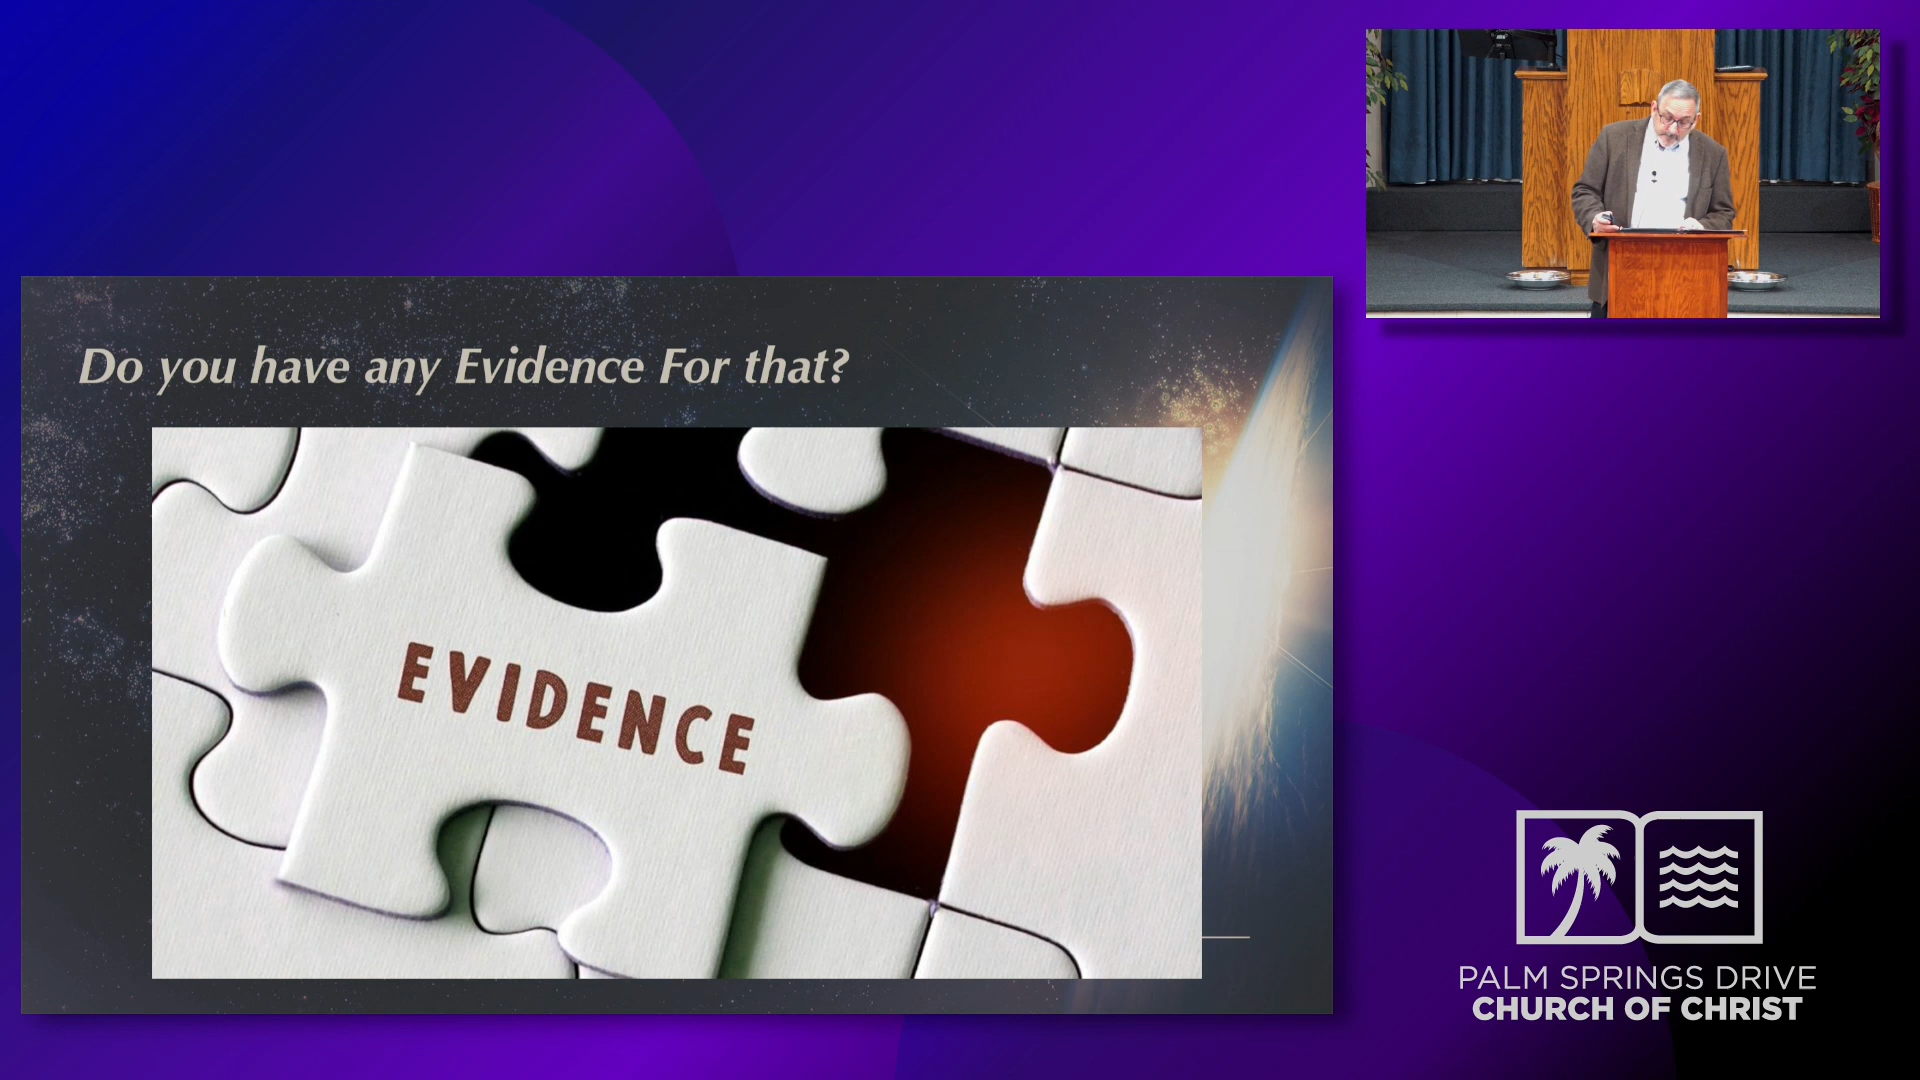 Do you have any Evidence For that?
EVIDENCE
PALM SPRINGS DRIVE
CHURCH OF CHRIST